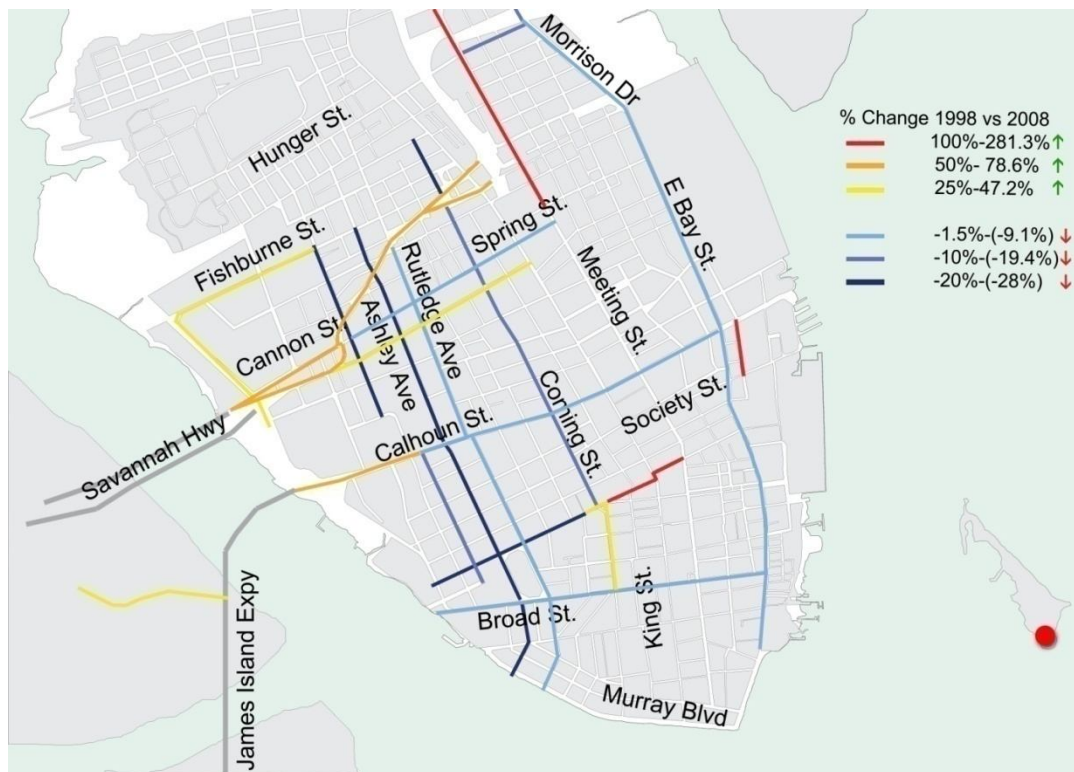 Morrison Dr
Hunger St.
% Change 1998 vs 2008
100%-281.3%↑
50%- 78.6% ↑
25%-47.2% ↑
-1.5%-(-9.1%) ↓
-10%-(-19.4%)↓
-20%-(-28%) ↓
E Bay St.
Spring St.
Fishburne St.
Rutledge Ave
Meeting St.
Cannon St.
Ashley Ave
Corning St.
Society St.
Calhoun St.
Savannah Hwy
King St.
Broad St.
James Island Expy
Murray Blvd